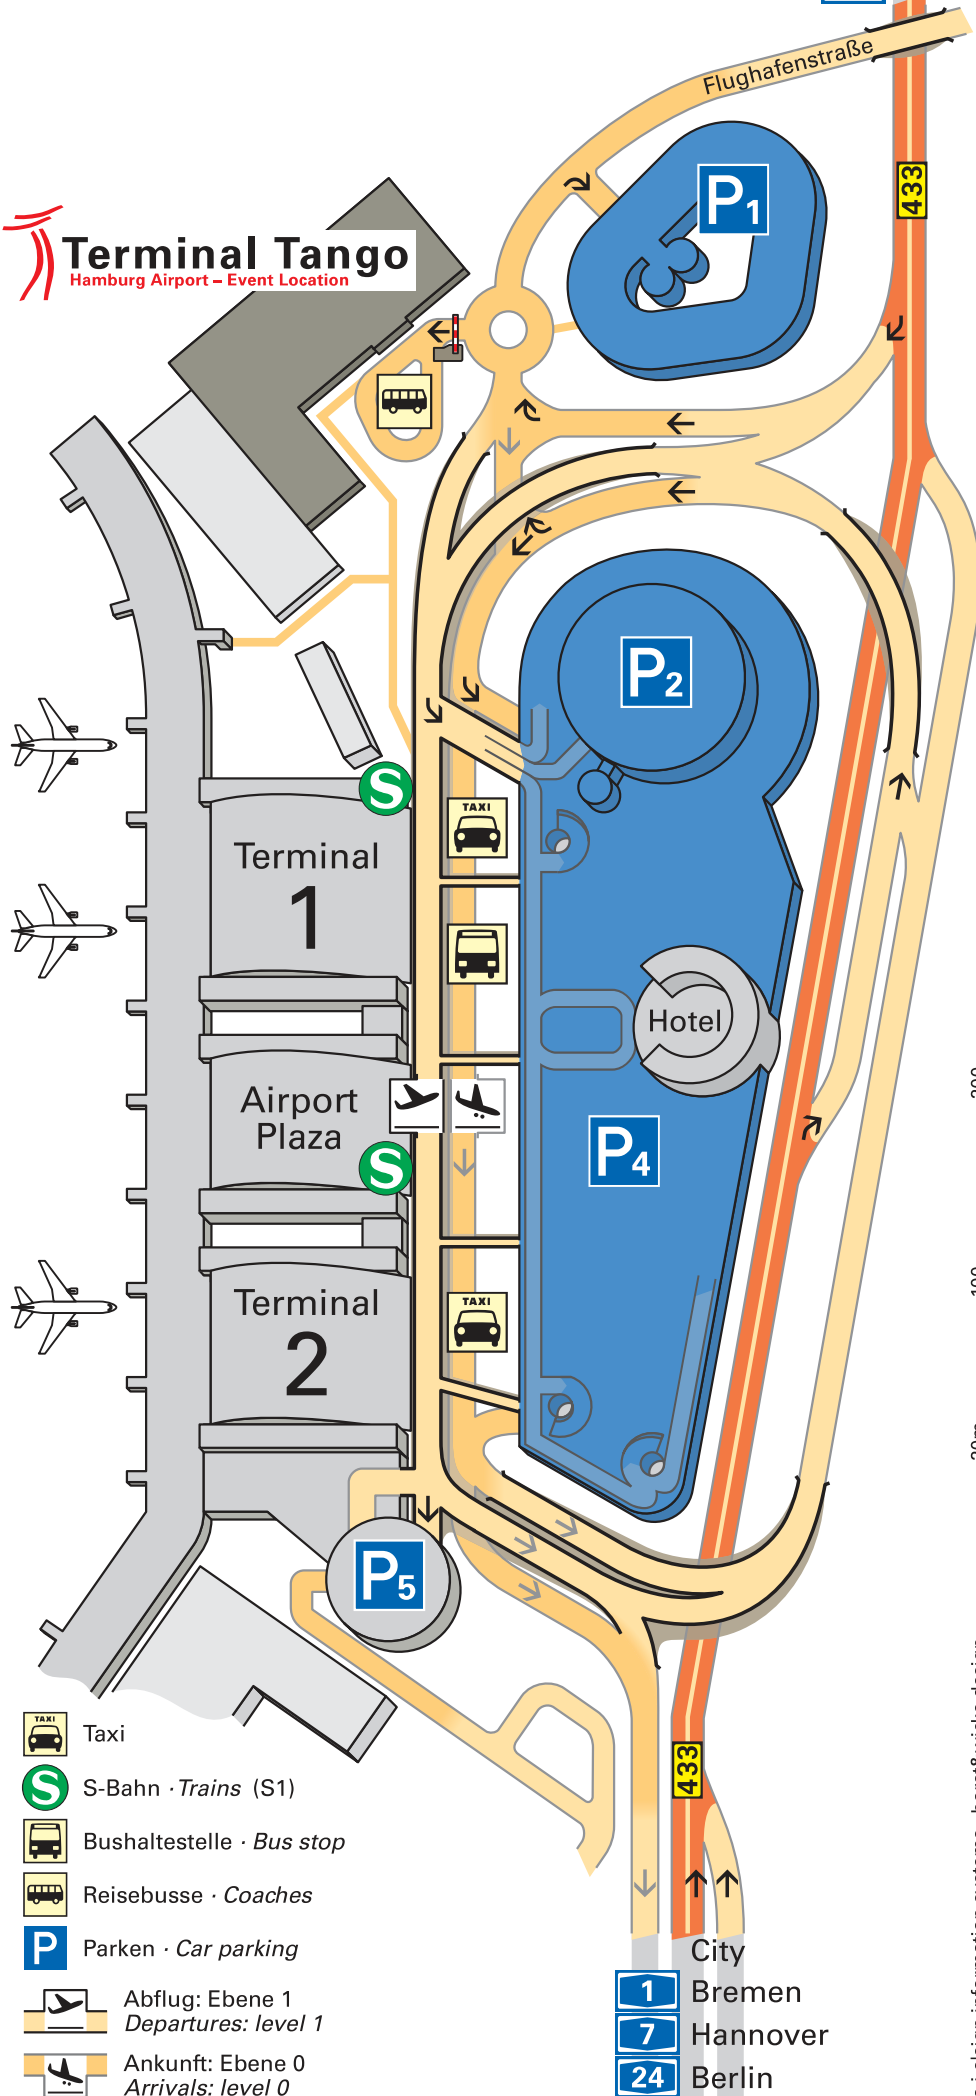 Flughafenstraße
P1
433
Terminal Tango
Hamburg Airport – Event Location
P2
S
TAXI
Terminal
1
Hotel
Airport
Plaza
S
P4
Terminal
2
TAXI
P5
433
TAXI
Taxi
S
S-Bahn · Trains (S1)
Bushaltestelle · Bus stop
Reisebusse · Coaches
P
Parken · Car parking
Abflug: Ebene 1
Departures: level 1
Ankunft: Ebene 0
Arrivals: level 0
City
1 Bremen
7 Hannover
24 Berlin